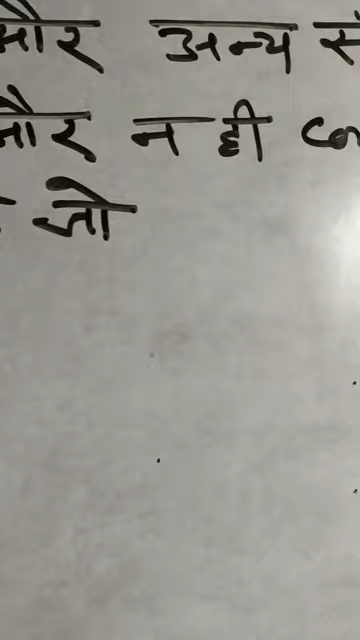 और अन्य
और न ही
जो